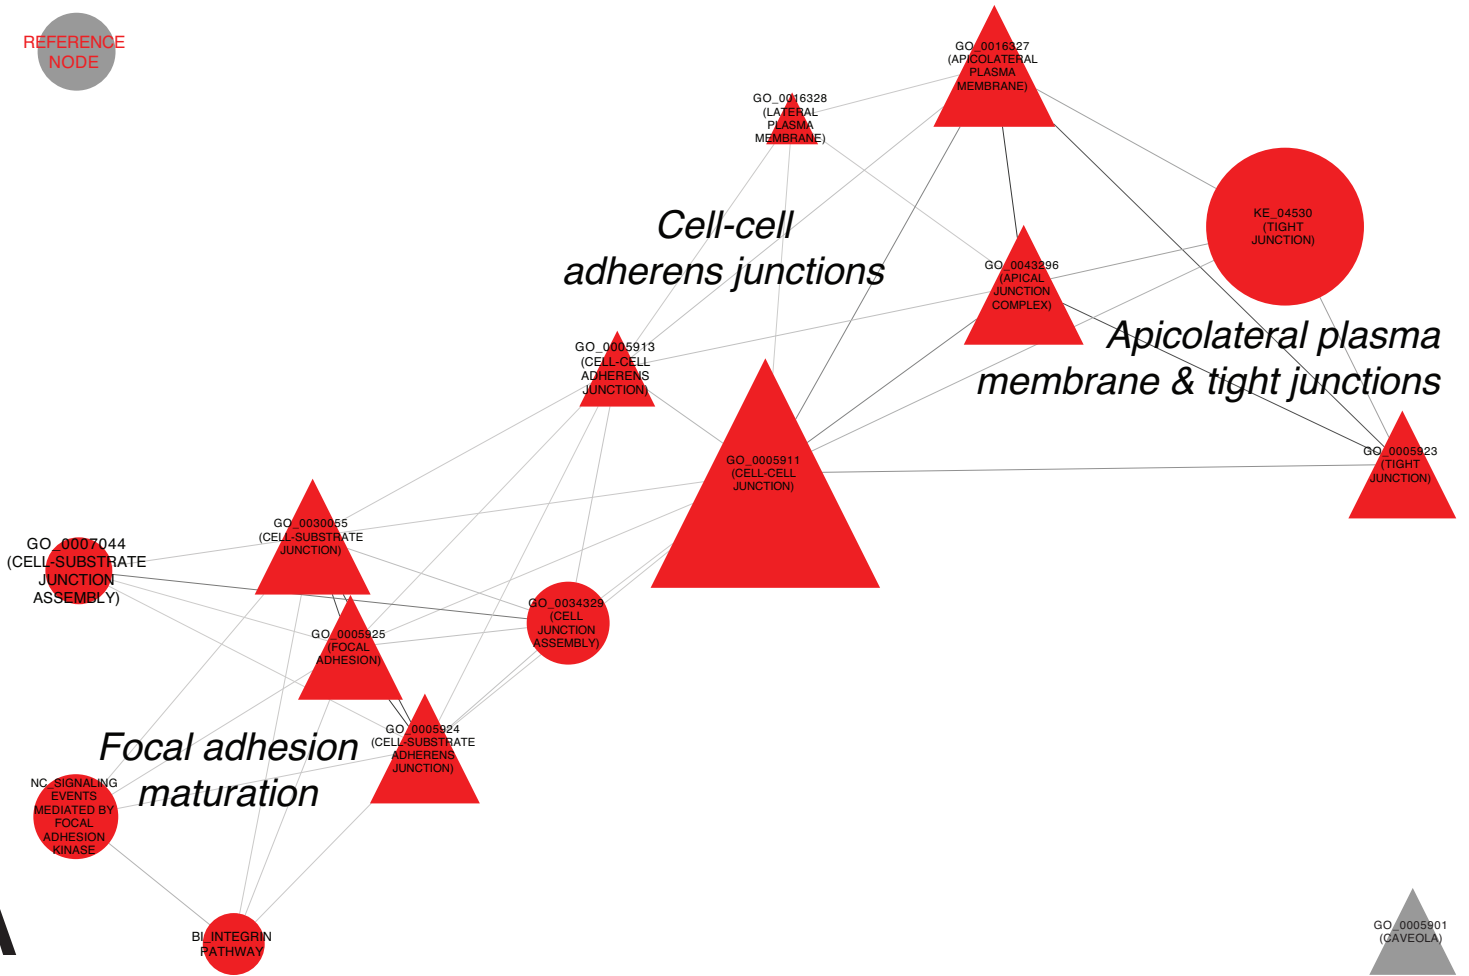 REFERENCE
NODE
GO_0016327
(APICOLATERAL
PLASMA
MEMBRANE)
GO_0016328
(LATERAL
PLASMA
MEMBRANE)
KE_04530
(TIGHT
JUNCTION)
Cell-cell
adherens junctions
GO_0043296
(APICAL
JUNCTION
COMPLEX)
Apicolateral plasma
membrane & tight junctions
GO_0005913
(CELL-CELL
ADHERENS
JUNCTION)
GO_0005911
(CELL-CELL
JUNCTION)
GO_0005923
(TIGHT
JUNCTION)
GO_0030055
(CELL-SUBSTRATE
JUNCTION)
GO_0007044
(CELL-SUBSTRATE
JUNCTION
ASSEMBLY)
GO_0034329
(CELL
JUNCTION
ASSEMBLY)
GO_0005925
(FOCAL
ADHESION)
GO_0005924
(CELL-SUBSTRATE
ADHERENS
JUNCTION)
Focal adhesion
maturation
NC_SIGNALING
EVENTS
MEDIATED BY
FOCAL
ADHESION
KINASE
BI_INTEGRIN
PATHWAY
A
GO_0005901
(CAVEOLA)